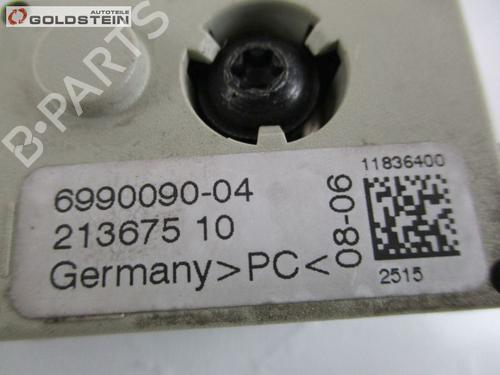 AUTOTEILE
GOLDSTEIN
B-PARTS
6990090-04
213675 10
Germany >PC<
08-06
11836400
2515